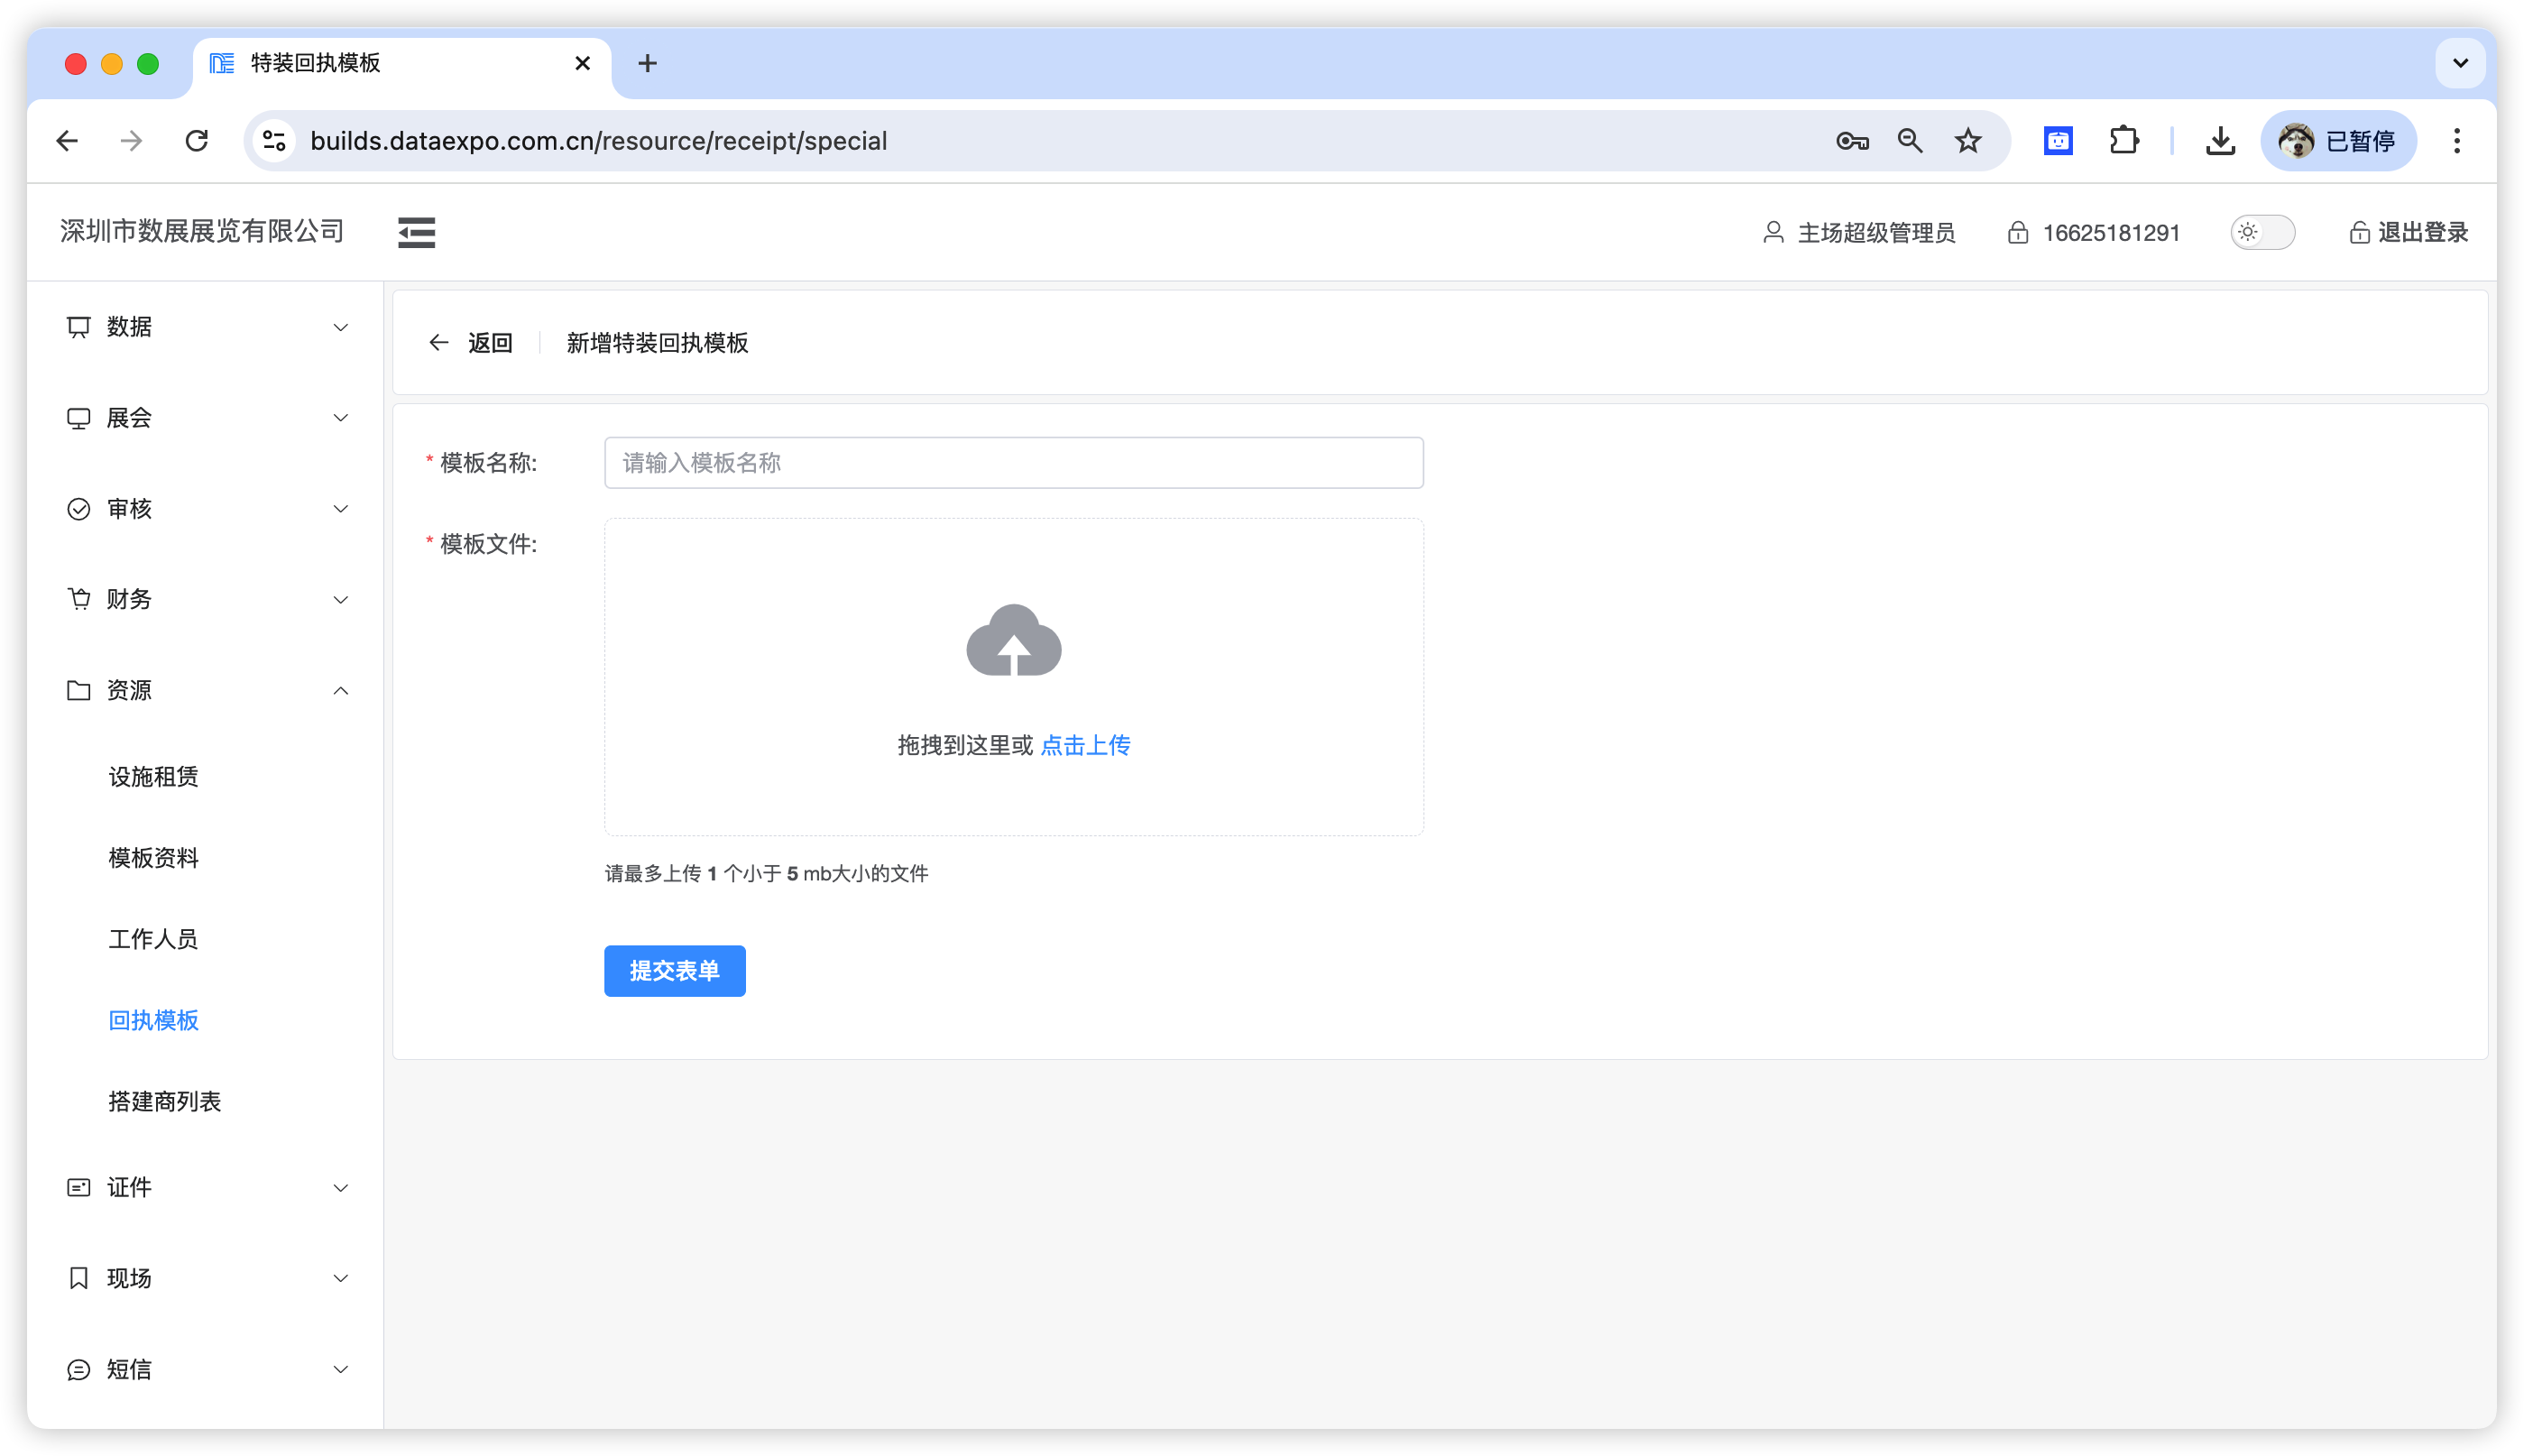 特装回执模板
builds.dataexpo.com.cn/resource/receipt/special
已暂停
深圳市数展展览有限公司
主场超级管理员
16625181291
退出登录
数据
展会
审核
财务
资源
设施租赁
模板资料
工作人员
回执模板
搭建商列表
证件
现场
短信
返回
新增特装回执模板
* 模板名称:
请输入模板名称
* 模板文件:
拖拽到这里或 点击上传
请最多上传 1 个小于 5 mb大小的文件
提交表单